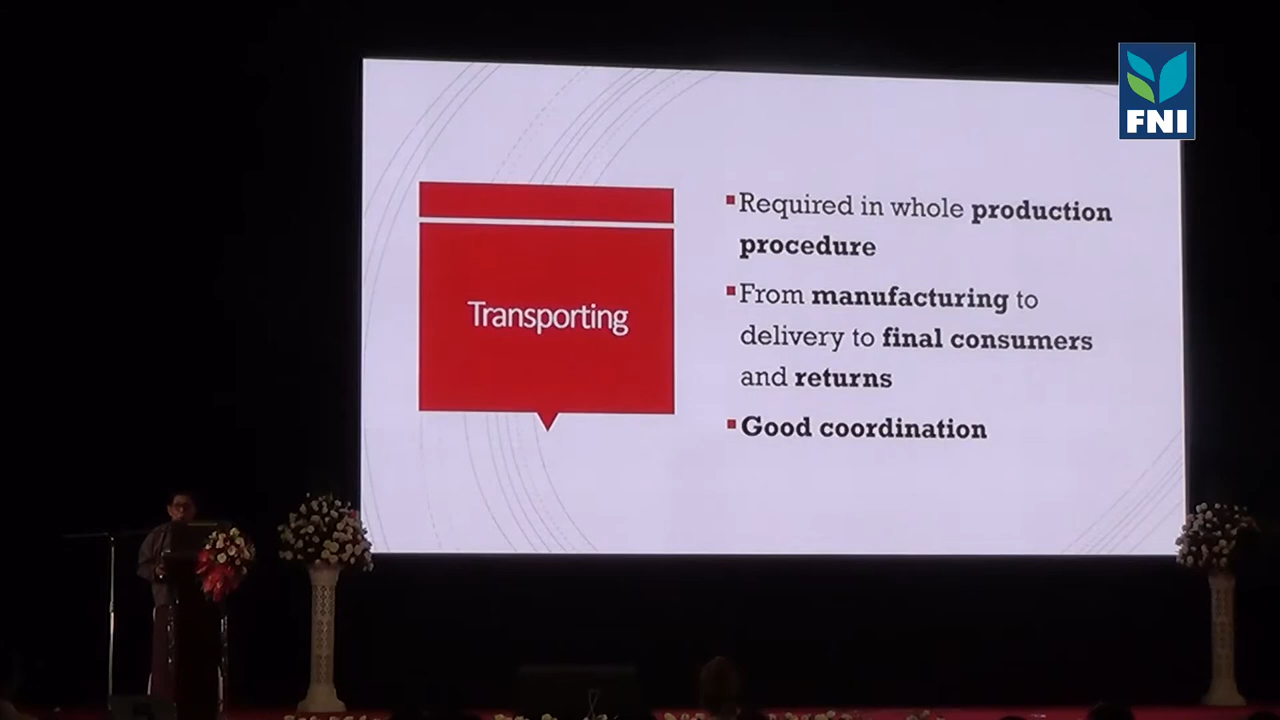 FNI
Transporting
Required in whole production
procedure
From manufacturing to
delivery to final consumers
and returns
Good coordination